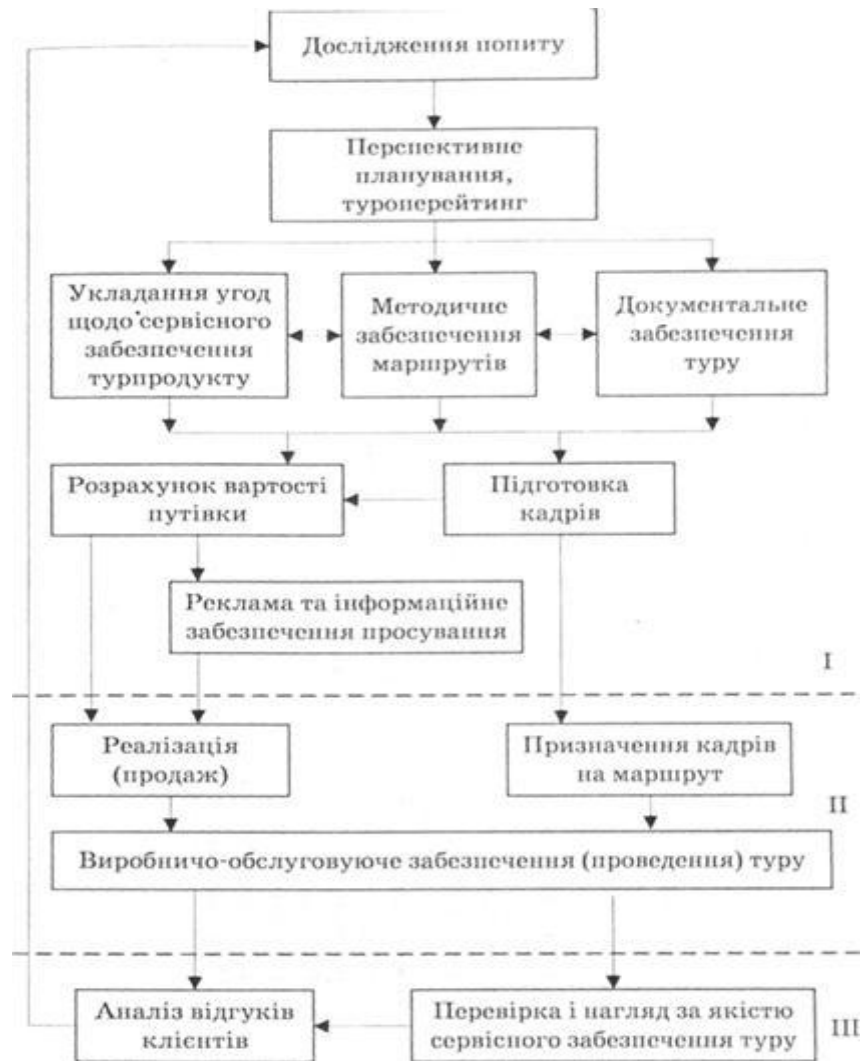 Дослідження попиту
Перспективне
планування,
туроперейтинг
Укладання угод
щодо сервісного
забезпечення
турпродукту
Методичне
забезпечення
маршрутів
Документальне
забезпечення
туру
Розрахунок вартості
путівки
Підготовка
кадрів
Реклама та інформаційне
забезпечення просування
I
Реалізація
(продаж)
Призначення кадрів
на маршрут
II
Виробничо-обслуговуюче забезпечення (проведення) туру
Аналіз відгуків
клієнтів
Перевірка і нагляд за якістю
сервісного забезпечення туру
III